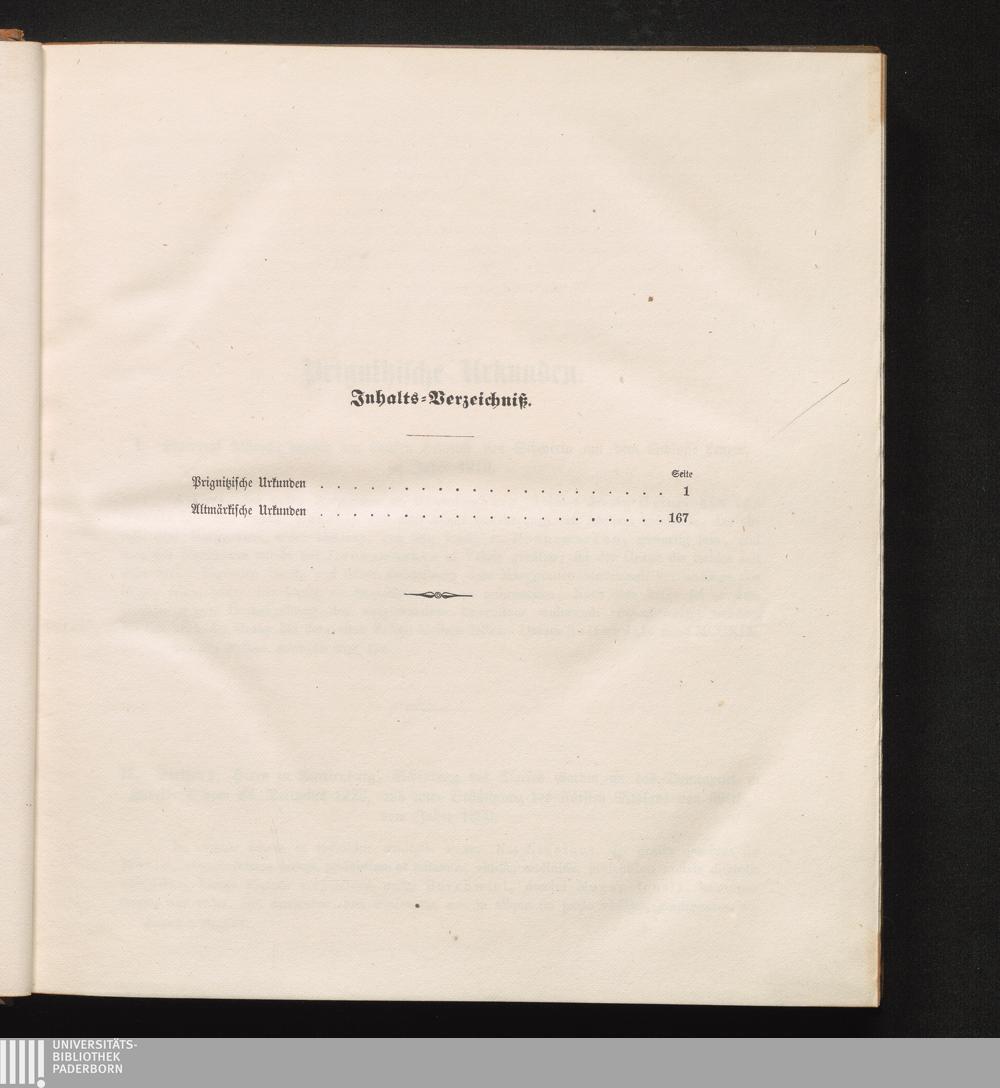 Inhalts-Verzeichniß.
Seite
Prignitzische Urkunden . . . . . . . . . . . . . . . . . . . . . . 1
Altmärkische Urkunden . . . . . . . . . . . . . . . . . . . . . . 167
UNIVERSITÄTS-
BIBLIOTHEK
PADERBORN